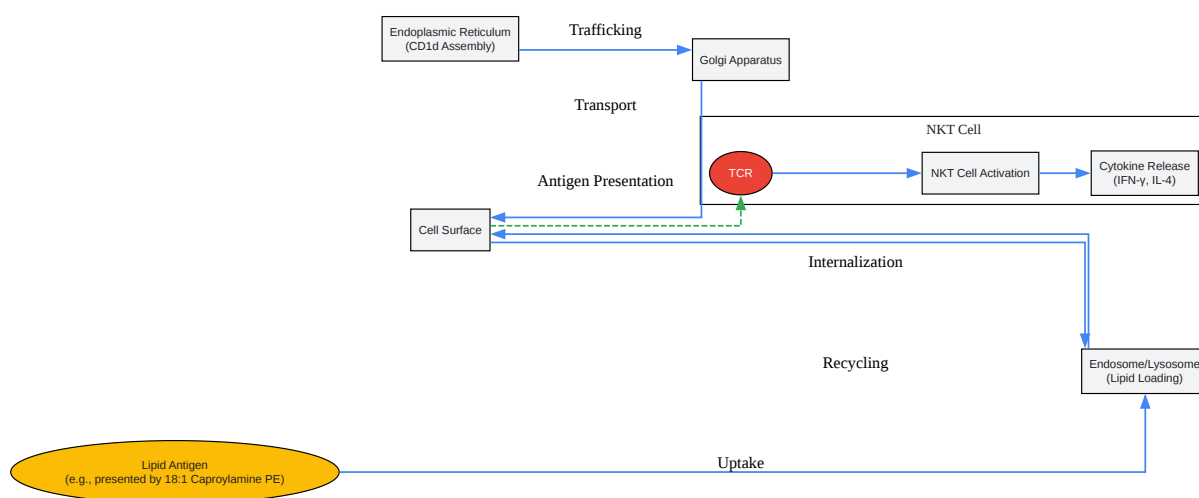 Endoplasmic Reticulum
(CD1d Assembly)
Trafficking
Golgi Apparatus
Transport
NKT Cell
TCR
NKT Cell Activation
Cytokine Release
(IFN-γ, IL-4)
Antigen Presentation
Cell Surface
Internalization
Recycling
Endosome/Lysosome
(Lipid Loading)
Lipid Antigen
(e.g., presented by 18:1 Caproylamine PE)
Uptake